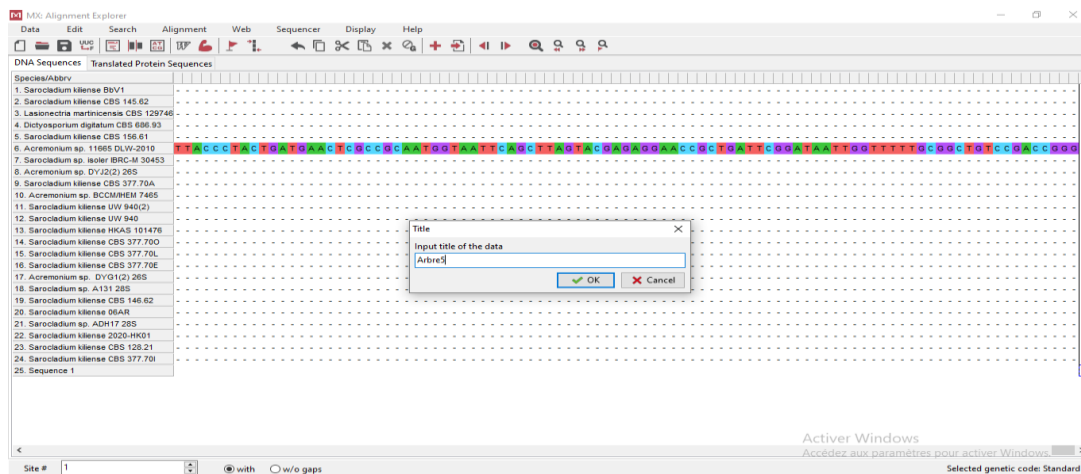 MX: Alignment Explorer
Data Edit Search Alignment Web Sequencer Display Help
DNA Sequences Translated Protein Sequences
Species/Abbrv
1. Sarocladium kiliense BbV1
2. Sarocladium kiliense CBS 145.62
3. Lasionectria martinicensis CBS 129746
4. Dictyosporium digitatum CBS 686.93
5. Sarocladium kiliense CBS 156.61
6. Acremonium sp. 11665 DLW-2010 T T A C C C T A C T G A T G A A C T C G C C G C A A T G G T A A T T C A G C T T A G T A C G A G A G G A A C C G C T G A T T C G G A T A A T T G G T T T T T G C G G C T G T C C G A C C G G G
7. Sarocladium sp. isoler IBRC-M 30453
8. Acremonium sp. DYJ2(2) 26S
9. Sarocladium kiliense CBS 377.70A
10. Acremonium sp. BCCM/IHEM 7465
11. Sarocladium kiliense UW 940(2)
12. Sarocladium kiliense UW 940
13. Sarocladium kiliense HKAS 101476
14. Sarocladium kiliense CBS 377.70O
15. Sarocladium kiliense CBS 377.70L
16. Sarocladium kiliense CBS 377.70E
17. Acremonium sp. DYG1(2) 26S
18. Sarocladium sp. A131 28S
19. Sarocladium kiliense CBS 146.62
20. Sarocladium kiliense 06AR
21. Sarocladium sp. ADH17 28S
22. Sarocladium kiliense 2020-HK01
23. Sarocladium kiliense CBS 128.21
24. Sarocladium kiliense CBS 377.70I
25. Sequence 1
Title
Input title of the data
Arbre5
OK Cancel
Activer Windows
Accédez aux paramètres pour activer Windows.
Site # 1 with w/o gaps Selected genetic code: Standard